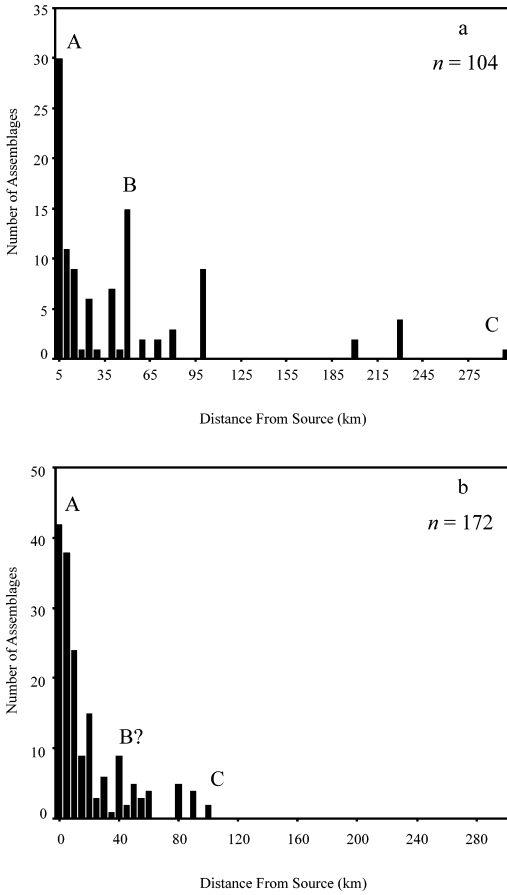 35
a
A
n = 104
30
25
Number of Assemblages
20
B
15
10
5
C
0
5 35 65 95 125 155 185 215 245 275
Distance From Source (km)
50
b
A
n = 172
40
30
Number of Assemblages
20
B?
10
C
0
0 40 80 120 160 200 240 280
Distance From Source (km)